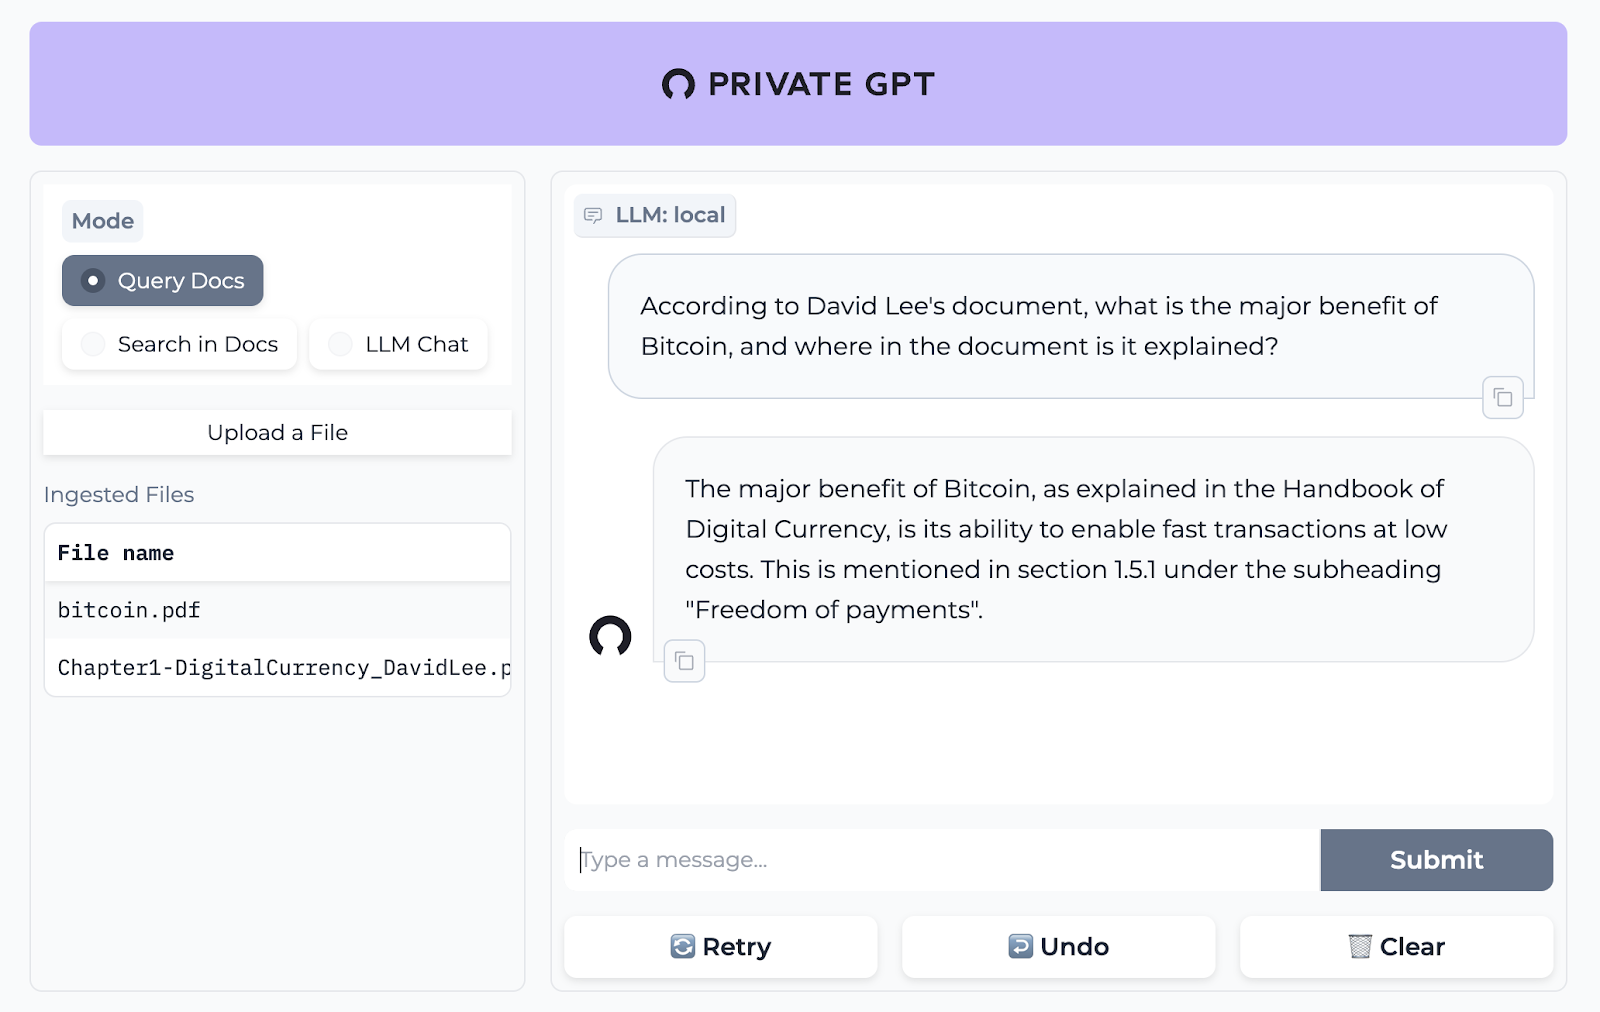 PRIVATE GPT
Mode
Query Docs
Search in Docs
LLM Chat
Upload a File
Ingested Files
File name
bitcoin.pdf
Chapter1-DigitalCurrency_DavidLee.p
LLM: local
According to David Lee's document, what is the major benefit of
Bitcoin, and where in the document is it explained?
The major benefit of Bitcoin, as explained in the Handbook of
Digital Currency, is its ability to enable fast transactions at low
costs. This is mentioned in section 1.5.1 under the subheading
"Freedom of payments".
Type a message...
Submit
Retry
Undo
Clear